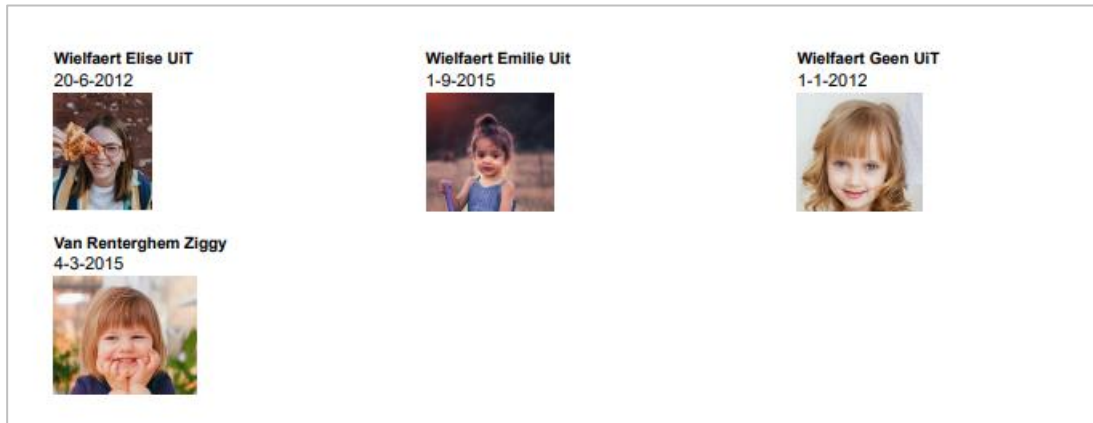 Wielfaert Elise UiT
20-6-2012
Wielfaert Emilie Uit
1-9-2015
Wielfaert Geen UiT
1-1-2012
Van Renterghem Ziggy
4-3-2015